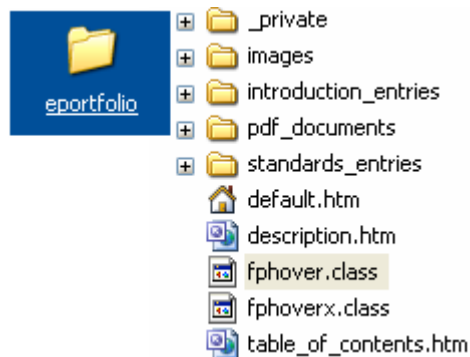 eportfolio
_private
images
introduction_entries
pdf_documents
standards_entries
default.htm
description.htm
fphover.class
fphoverx.class
table_of_contents.htm